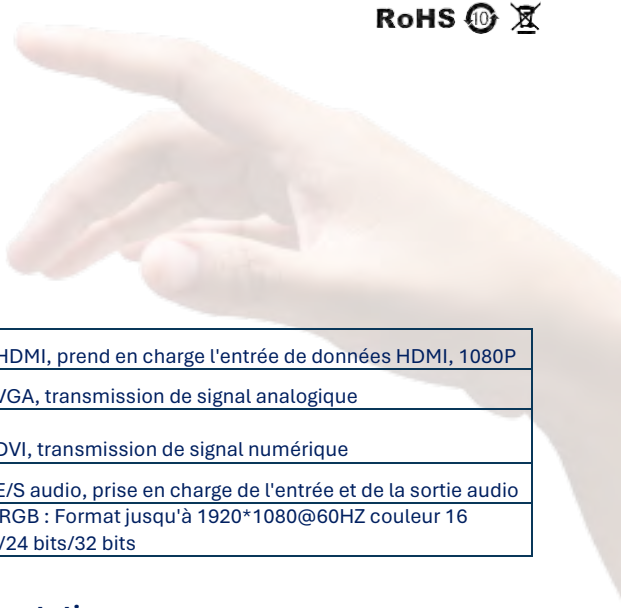 RoHS 10
HDMI, prend en charge l'entrée de données HDMI, 1080P
VGA, transmission de signal analogique
DVI, transmission de signal numérique
E/S audio, prise en charge de l'entrée et de la sortie audio
RGB : Format jusqu'à 1920*1080@60HZ couleur 16
/24 bits/32 bits